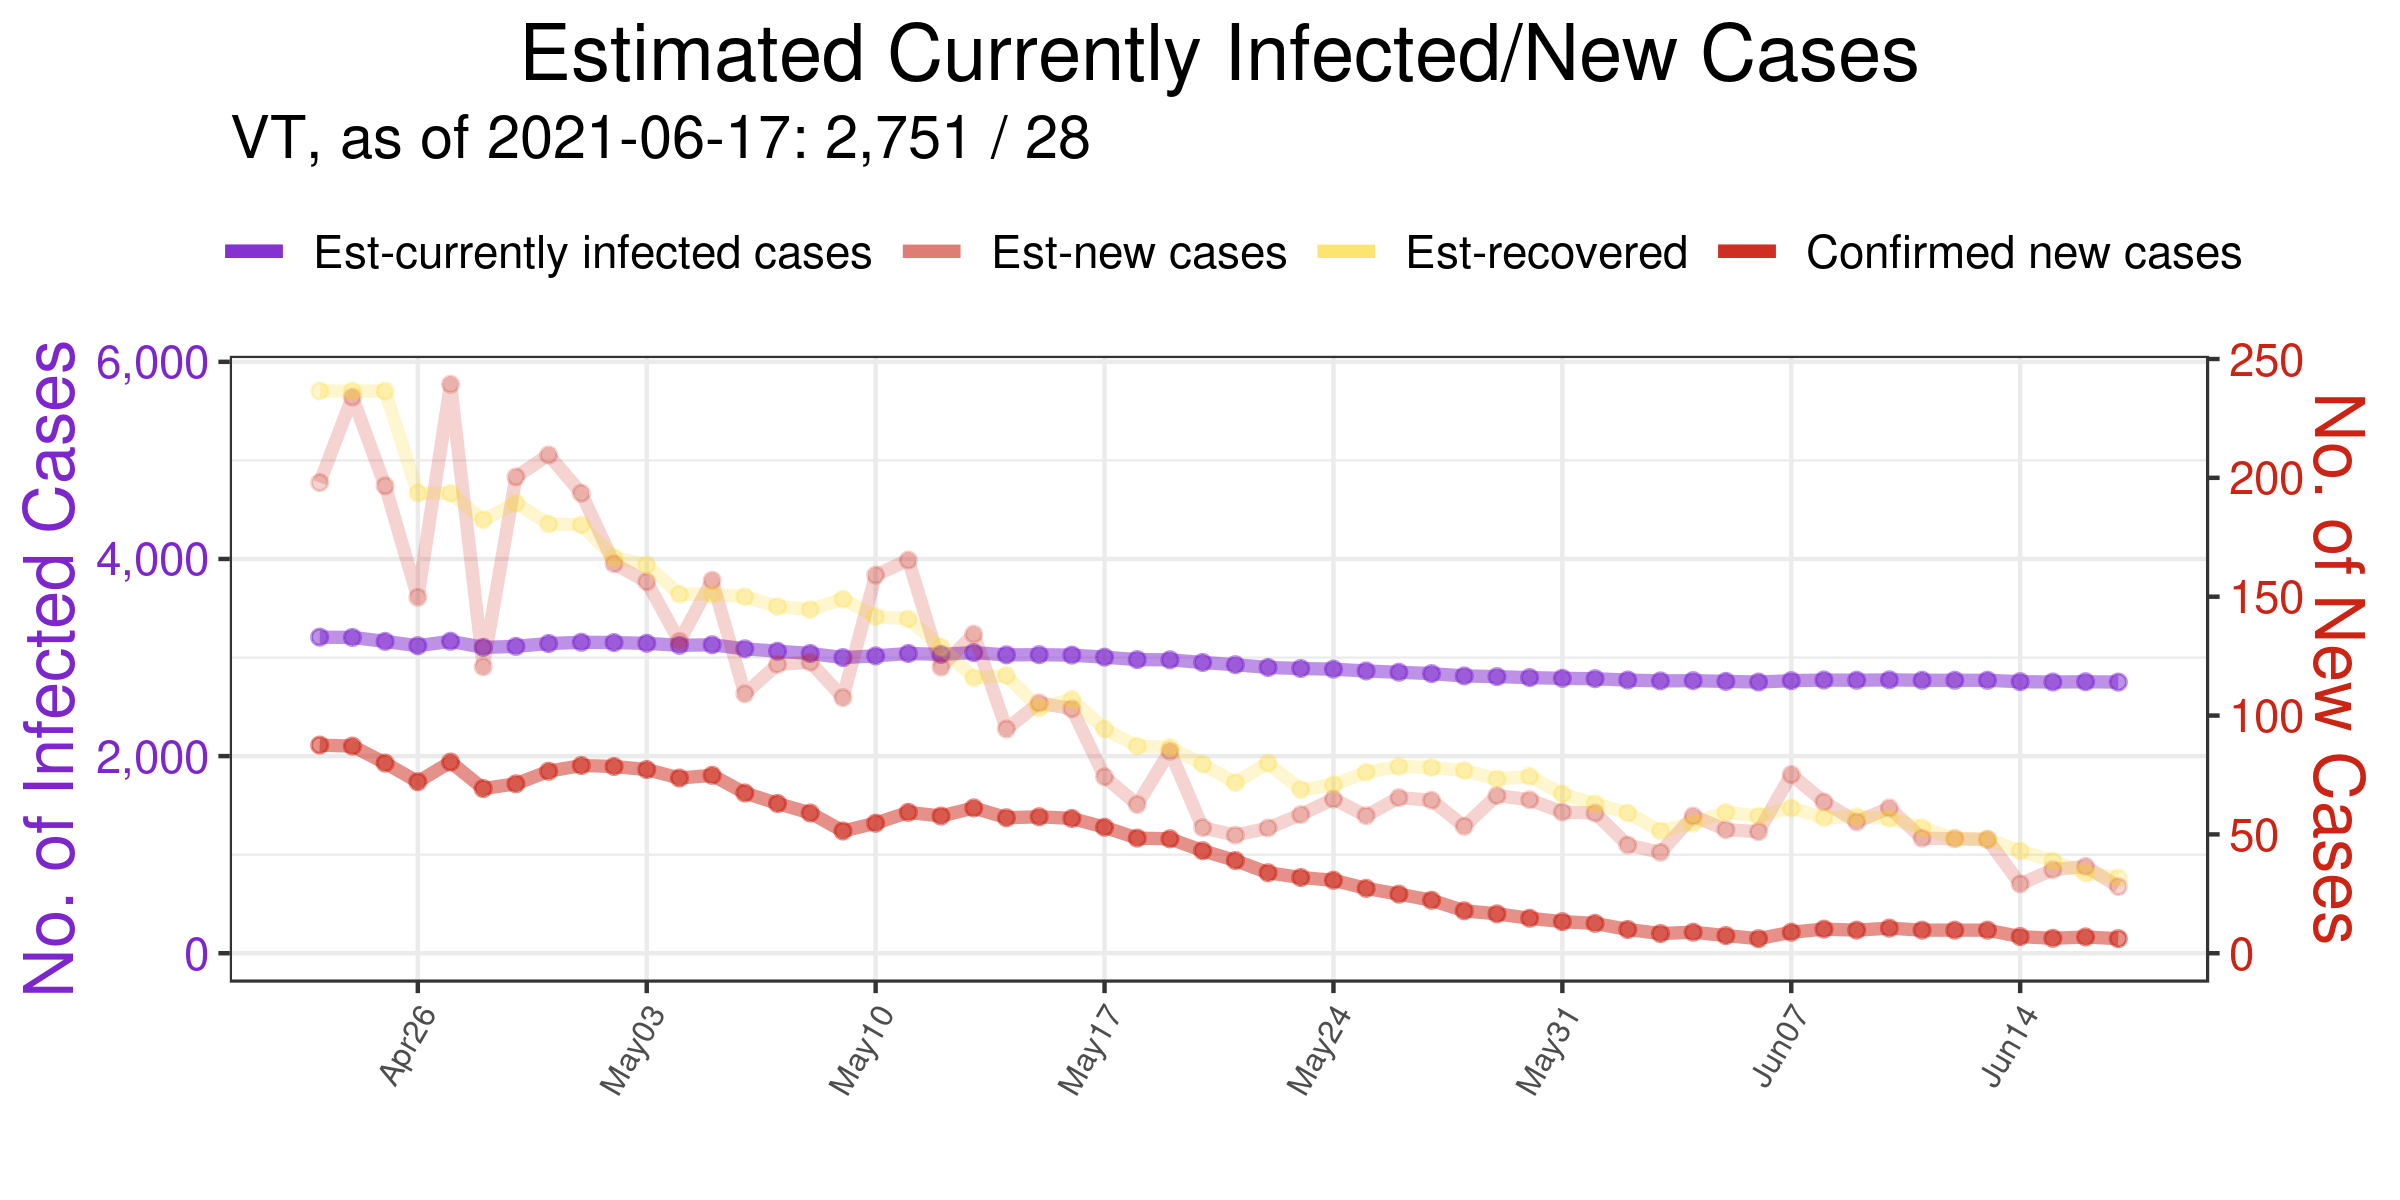 Estimated Currently Infected/New Cases
VT, as of 2021-06-17: 2,751 / 28
Est-currently infected cases Est-new cases Est-recovered Confirmed new cases
No. of Infected Cases
6,000
4,000
2,000
0
250
200
150
100
50
0
No. of New Cases
Apr26 May03 May10 May17 May24 May31 Jun07 Jun14